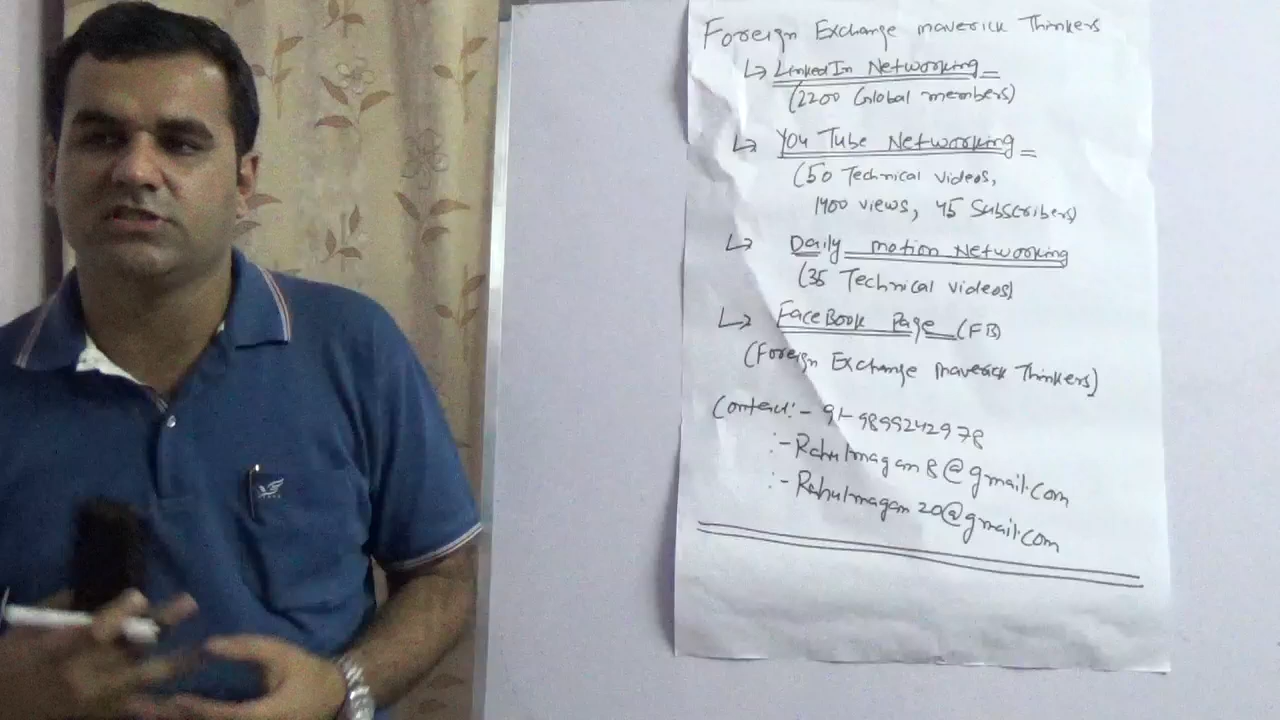 Foreign Exchange maverick Thinkers
↳ LinkedIn Networking
(2200 Global members)
↳ You Tube Networking
(50 Technical videos,
1400 views, 45 Subscribers)
↳ Daily motion Networking
(35 Technical videos)
↳ FaceBook Page (FB)
(Foreign Exchange maverick Thinkers)
Contact:- 91-9899242978
:- Rahulmagan8@gmail.com
:- Rahulmagan20@gmail.com